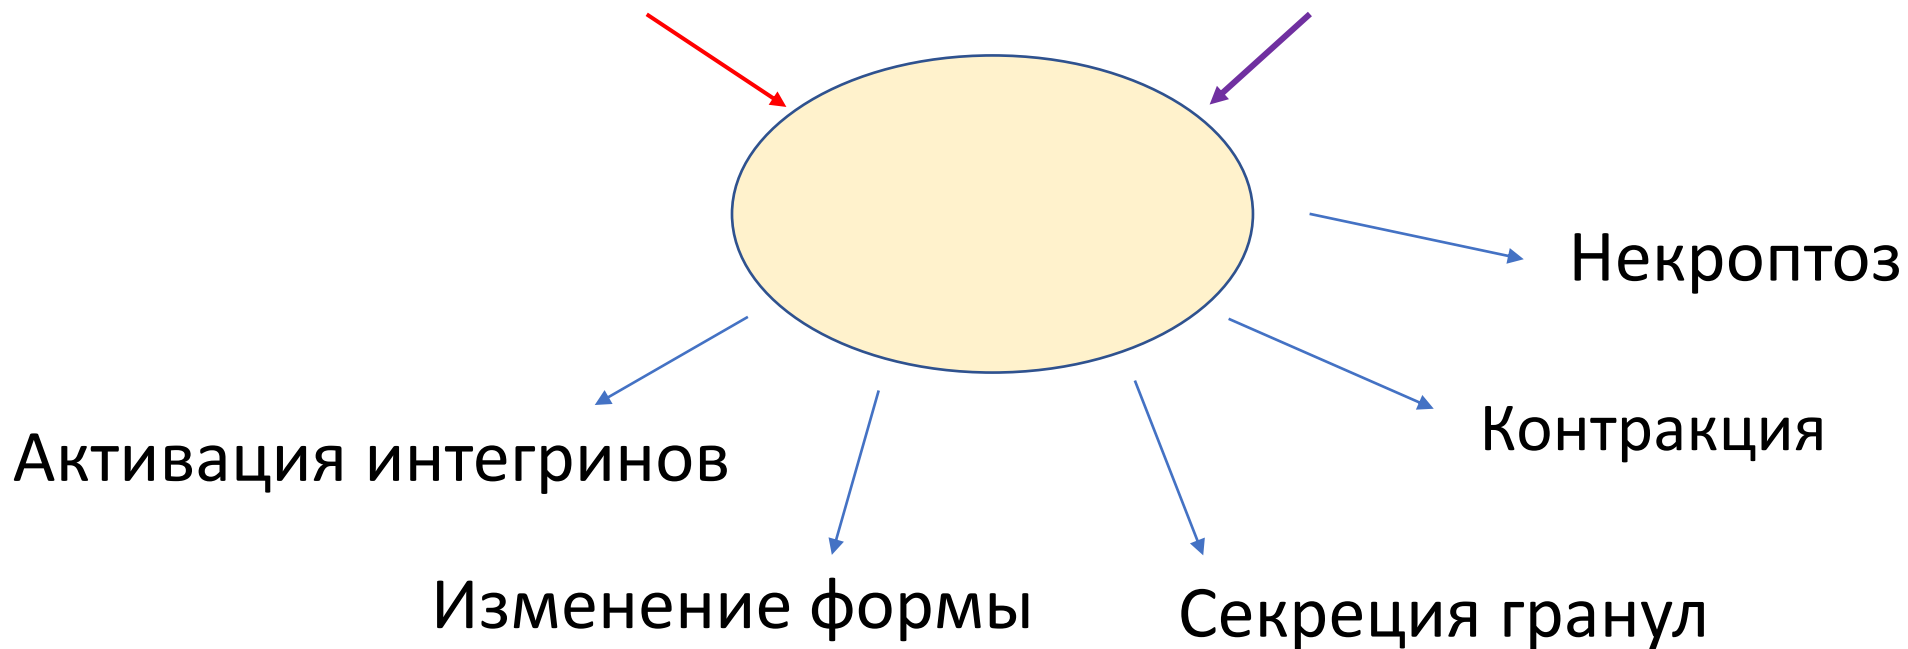 Некроптоз
Контракция
Активация интегринов
Изменение формы
Секреция гранул